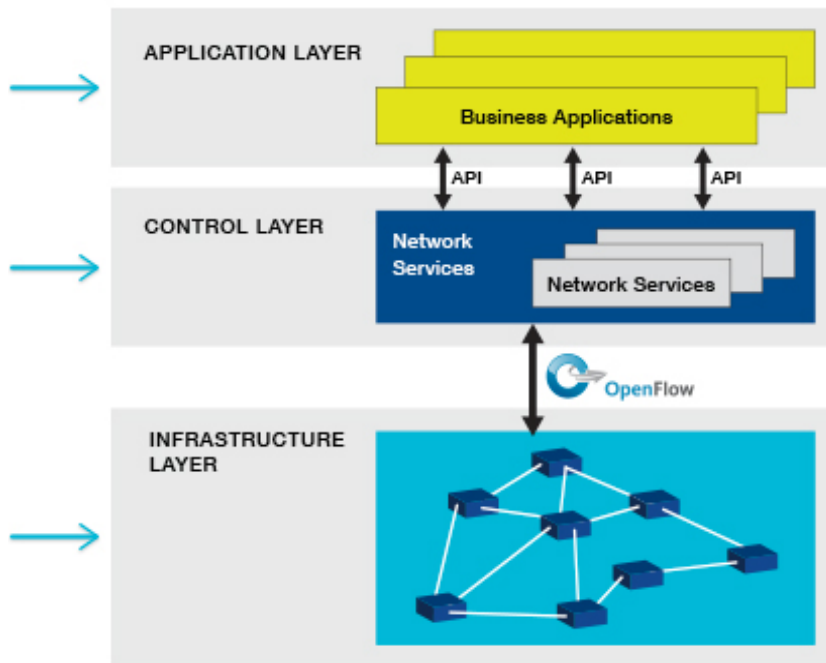 APPLICATION LAYER
Business Applications
API
API
API
CONTROL LAYER
Network
Services
Network Services
OpenFlow
INFRASTRUCTURE
LAYER